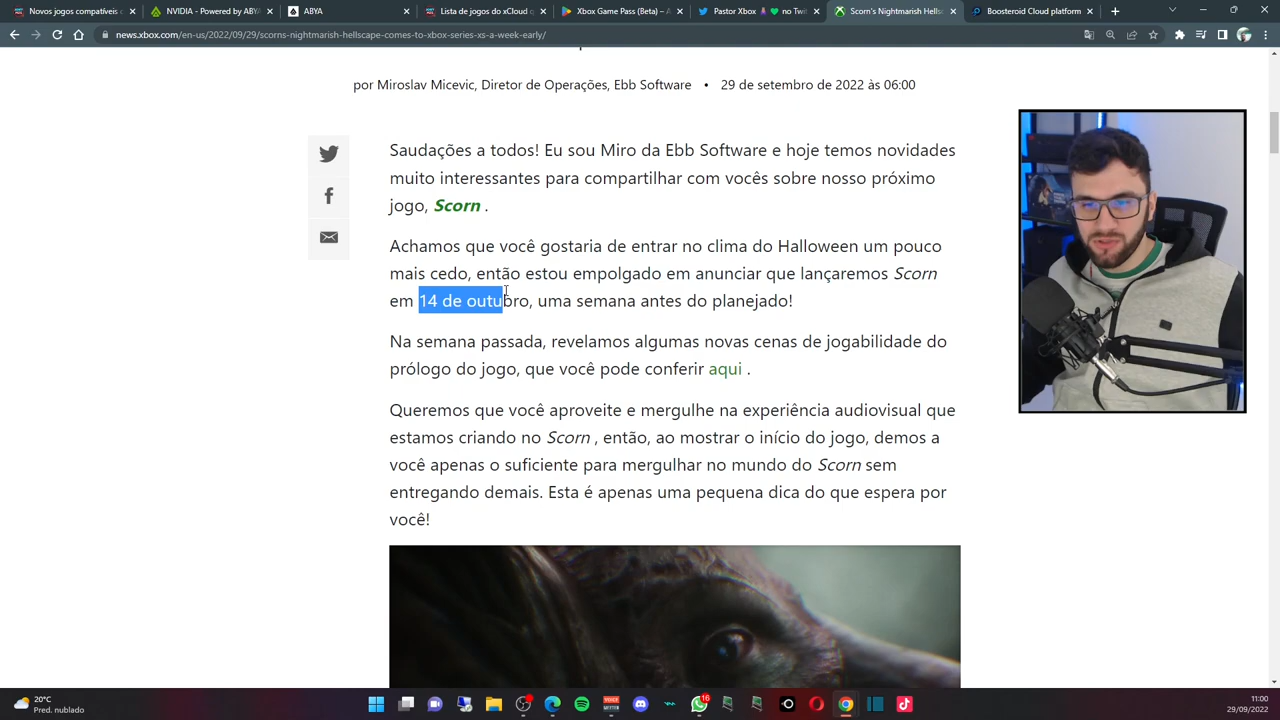 Novos jogos compatíveis c
NVIDIA - Powered by ABYA
ABYA
Lista de jogos do xCloud o
Xbox Game Pass (Beta) – A
Pastor Xbox
no Twi
Scorn's Nightmarish Hells
Boosteroid Cloud platform
news.xbox.com/en-us/2022/09/29/scorns-nightmarish-hellscape-comes-to-xbox-series-xs-a-week-early/
por Miroslav Micevic, Diretor de Operações, Ebb Software • 29 de setembro de 2022 às 06:00
Saudações a todos! Eu sou Miro da Ebb Software e hoje temos novidades
muito interessantes para compartilhar com vocês sobre nosso próximo
jogo, Scorn .
Achamos que você gostaria de entrar no clima do Halloween um pouco
mais cedo, então estou empolgado em anunciar que lançaremos Scorn
em 14 de outubro, uma semana antes do planejado!
Na semana passada, revelamos algumas novas cenas de jogabilidade do
prólogo do jogo, que você pode conferir aqui .
Queremos que você aproveite e mergulhe na experiência audiovisual que
estamos criando no Scorn , então, ao mostrar o início do jogo, demos a
você apenas o suficiente para mergulhar no mundo do Scorn sem
entregando demais. Esta é apenas uma pequena dica do que espera por
você!
20°C
Pred. nublado
16
11:00
29/09/2022